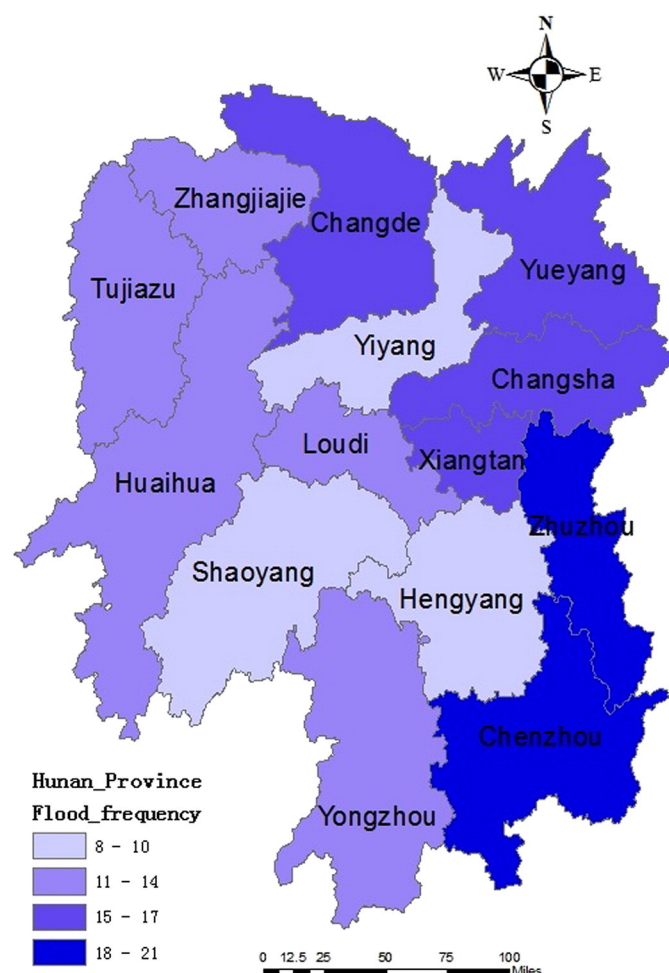 N
W E
S
Zhangjiajie
Changde
Tujiazu
Yueyang
Yiyang
Changsha
Loudi
Xiangtan
Huaihua
Zhuzhou
Shaoyang
Hengyang
Chenzhou
Yongzhou
Hunan_Province
Flood_frequency
8 - 10
11 - 14
15 - 17
18 - 21
0 12.5 25 50 75 100
Miles